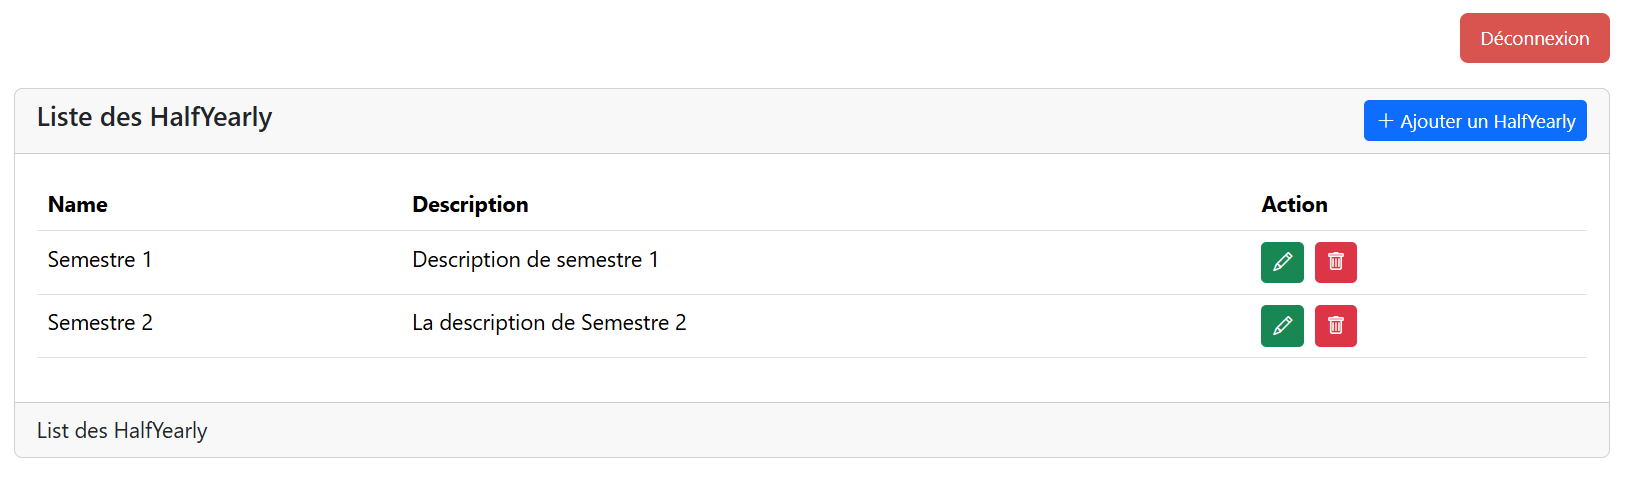 Déconnexion
Liste des HalfYearly
+ Ajouter un HalfYearly
Name Description Action
Semestre 1 Description de semestre 1
Semestre 2 La description de Semestre 2
List des HalfYearly